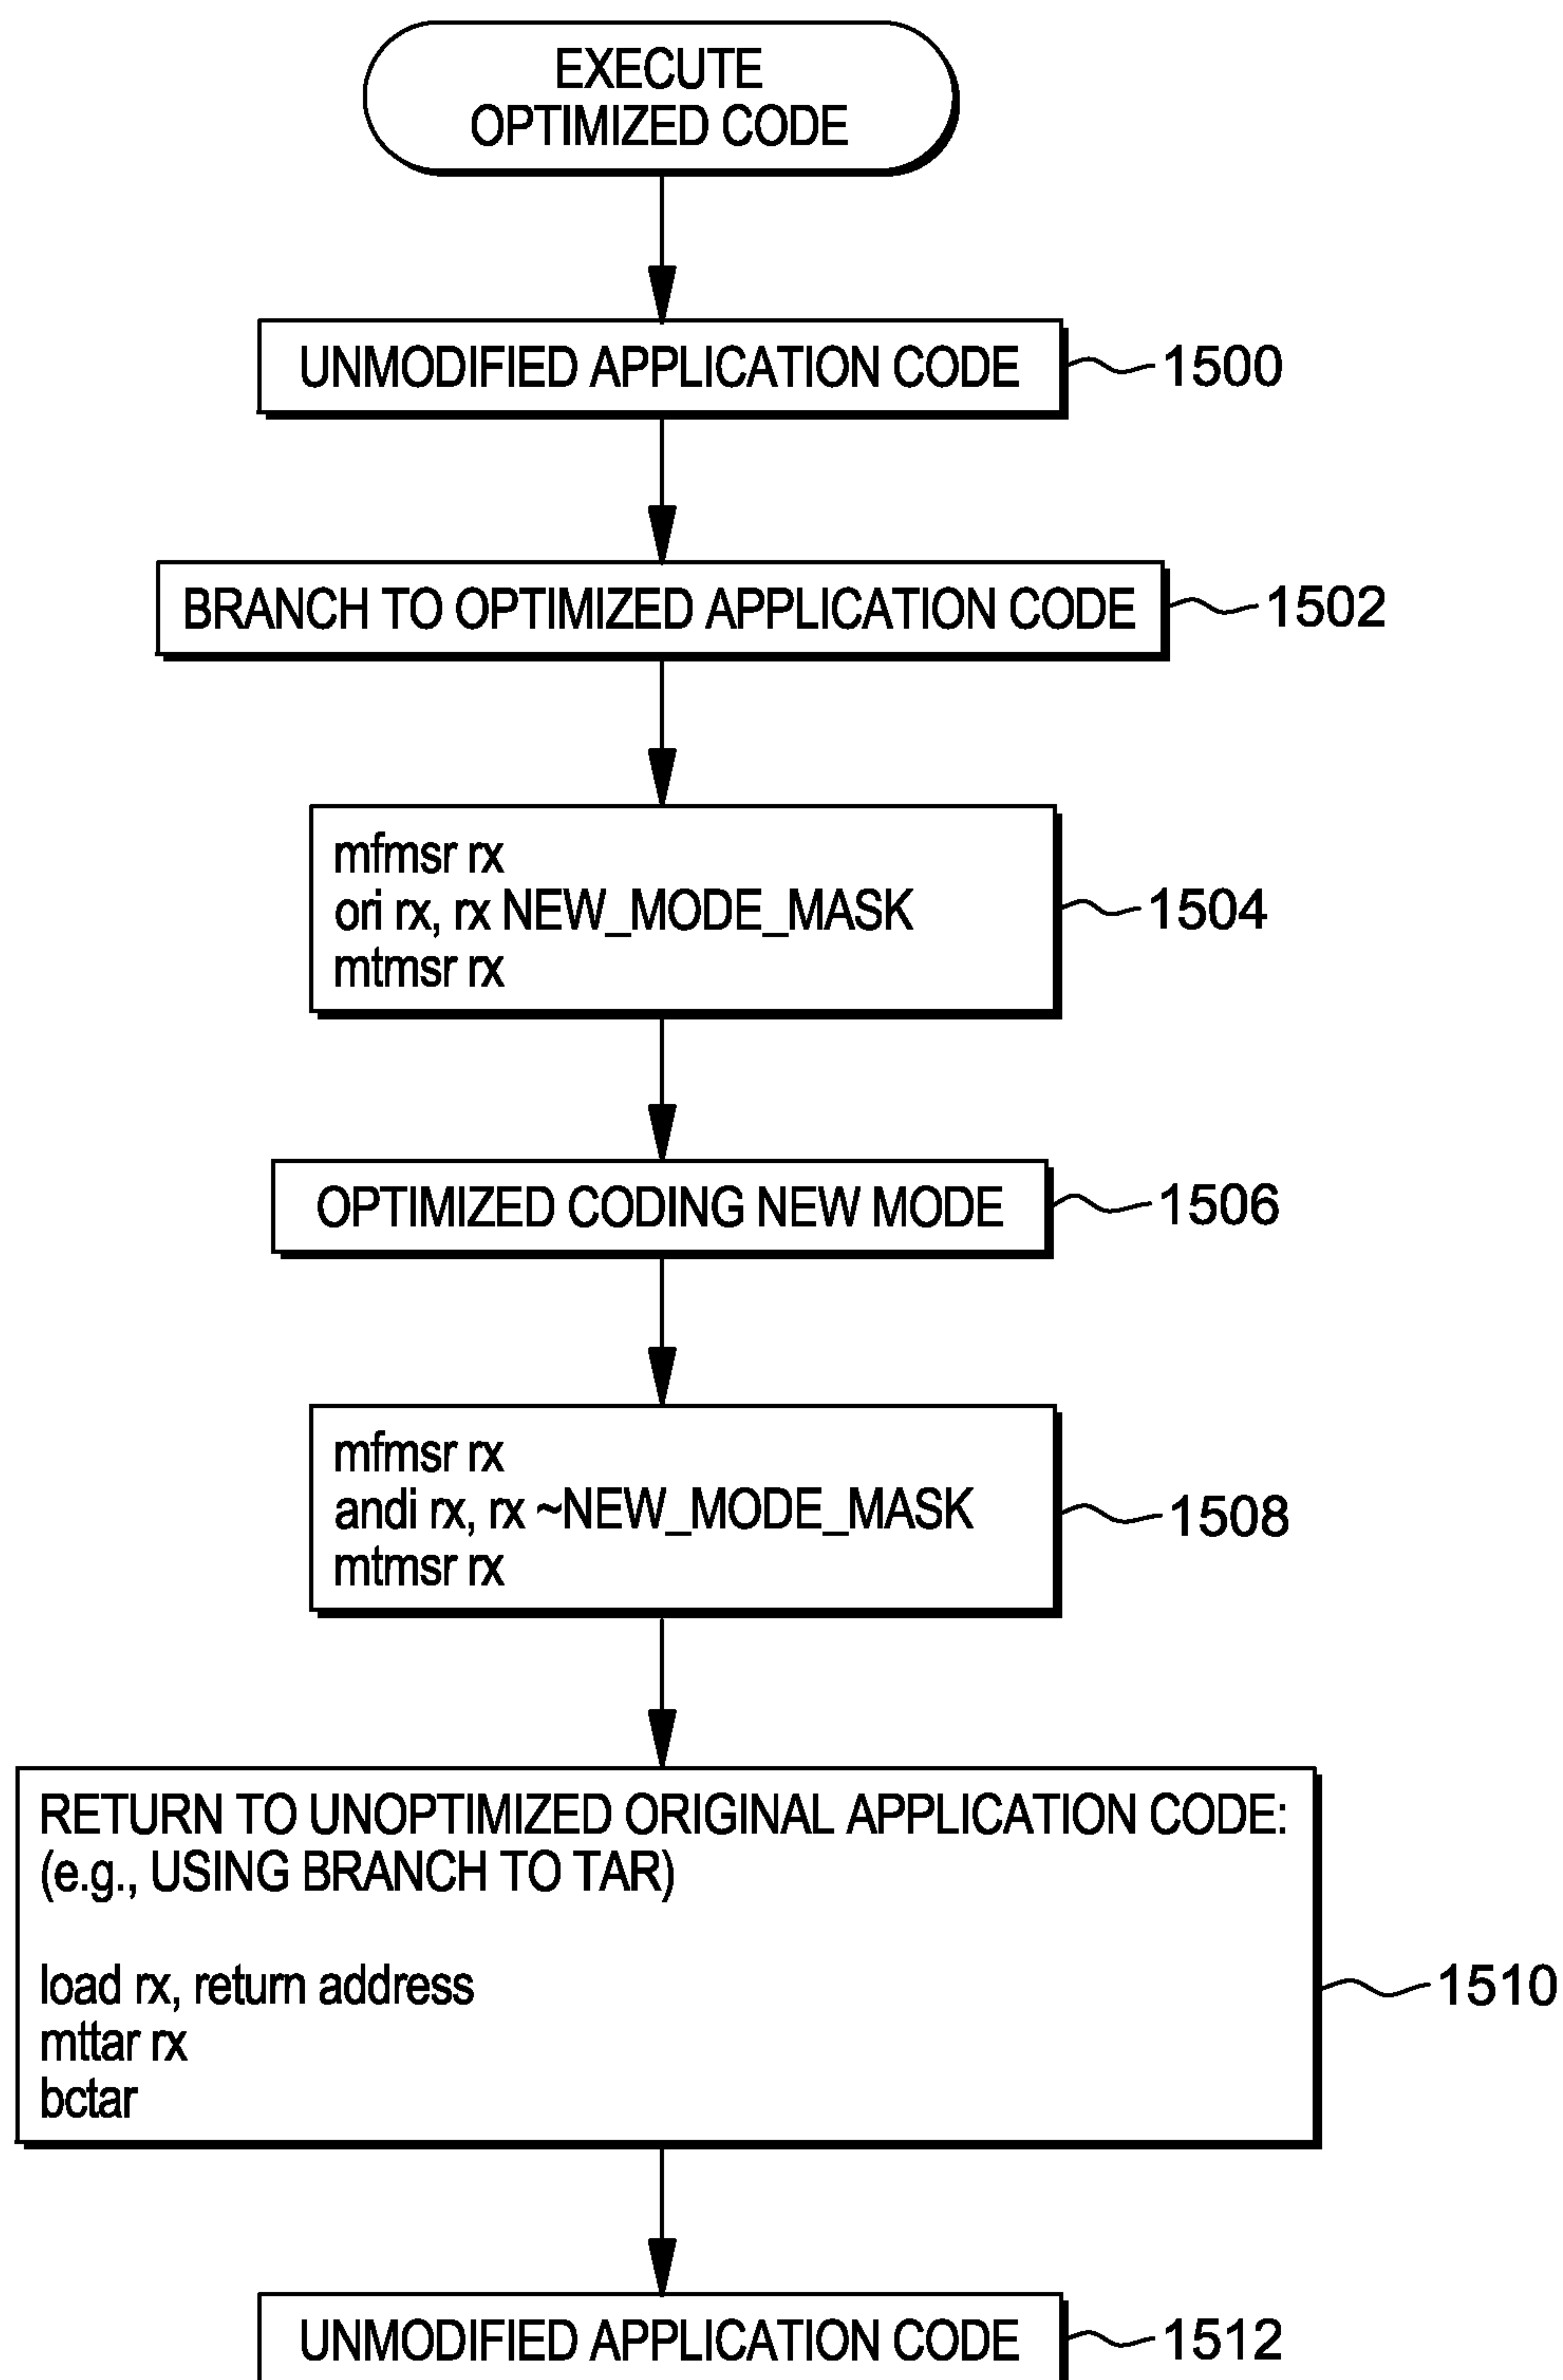 EXECUTE
OPTIMIZED CODE
UNMODIFIED APPLICATION CODE
1500
BRANCH TO OPTIMIZED APPLICATION CODE
1502
mfmsr rx
ori rx, rx NEW_MODE_MASK
mtmsr rx
1504
OPTIMIZED CODING NEW MODE
1506
mfmsr rx
andi rx, rx ~NEW_MODE_MASK
mtmsr rx
1508
RETURN TO UNOPTIMIZED ORIGINAL APPLICATION CODE:
(e.g., USING BRANCH TO TAR)
load rx, return address
mttar rx
bctar
1510
UNMODIFIED APPLICATION CODE
1512